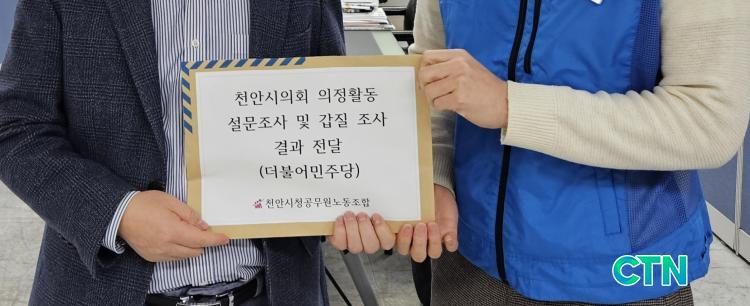 천안시의회 의정활동
설문조사 및 갑질 조사
결과 전달
(더불어민주당)
천안시청공무원노동조합
CTN